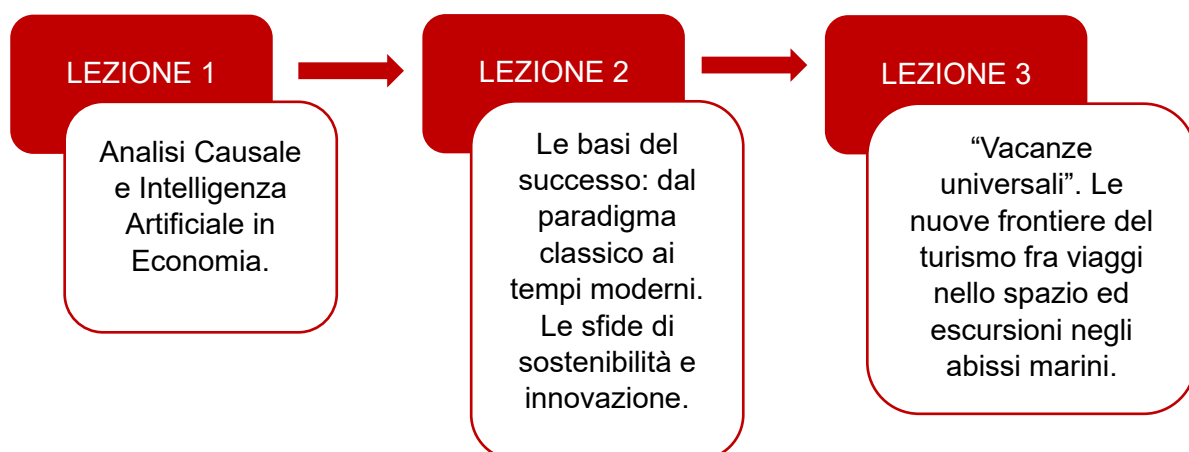 LEZIONE 1
Analisi Causale
e Intelligenza
Artificiale in
Economia.
LEZIONE 2
Le basi del
successo: dal
paradigma
classico ai
tempi moderni.
Le sfide di
sostenibilità e
innovazione.
LEZIONE 3
“Vacanze
universali”. Le
nuove frontiere del
turismo fra viaggi
nello spazio ed
escursioni negli
abissi marini.